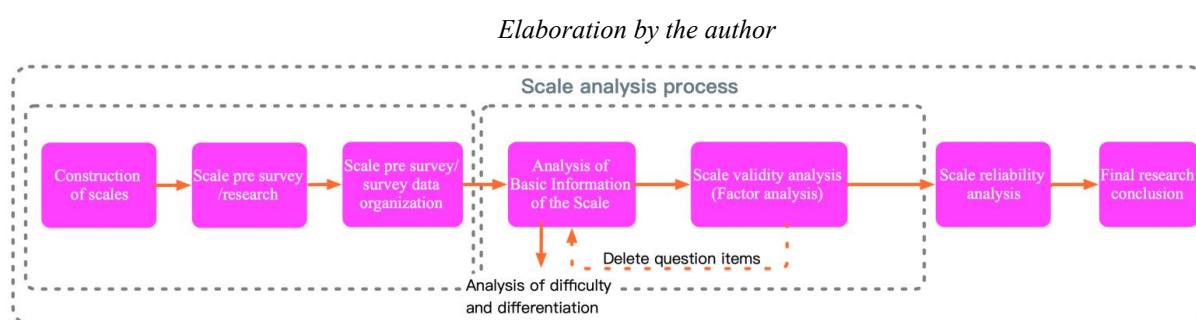 Elaboration by the author
Scale analysis process
Construction
of scales
Scale pre survey
/research
Scale pre survey/
survey data
organization
Analysis of
Basic Information
of the Scale
Scale validity analysis
(Factor analysis)
Scale reliability
analysis
Final research
conclusion
Delete question items
Analysis of difficulty
and differentiation